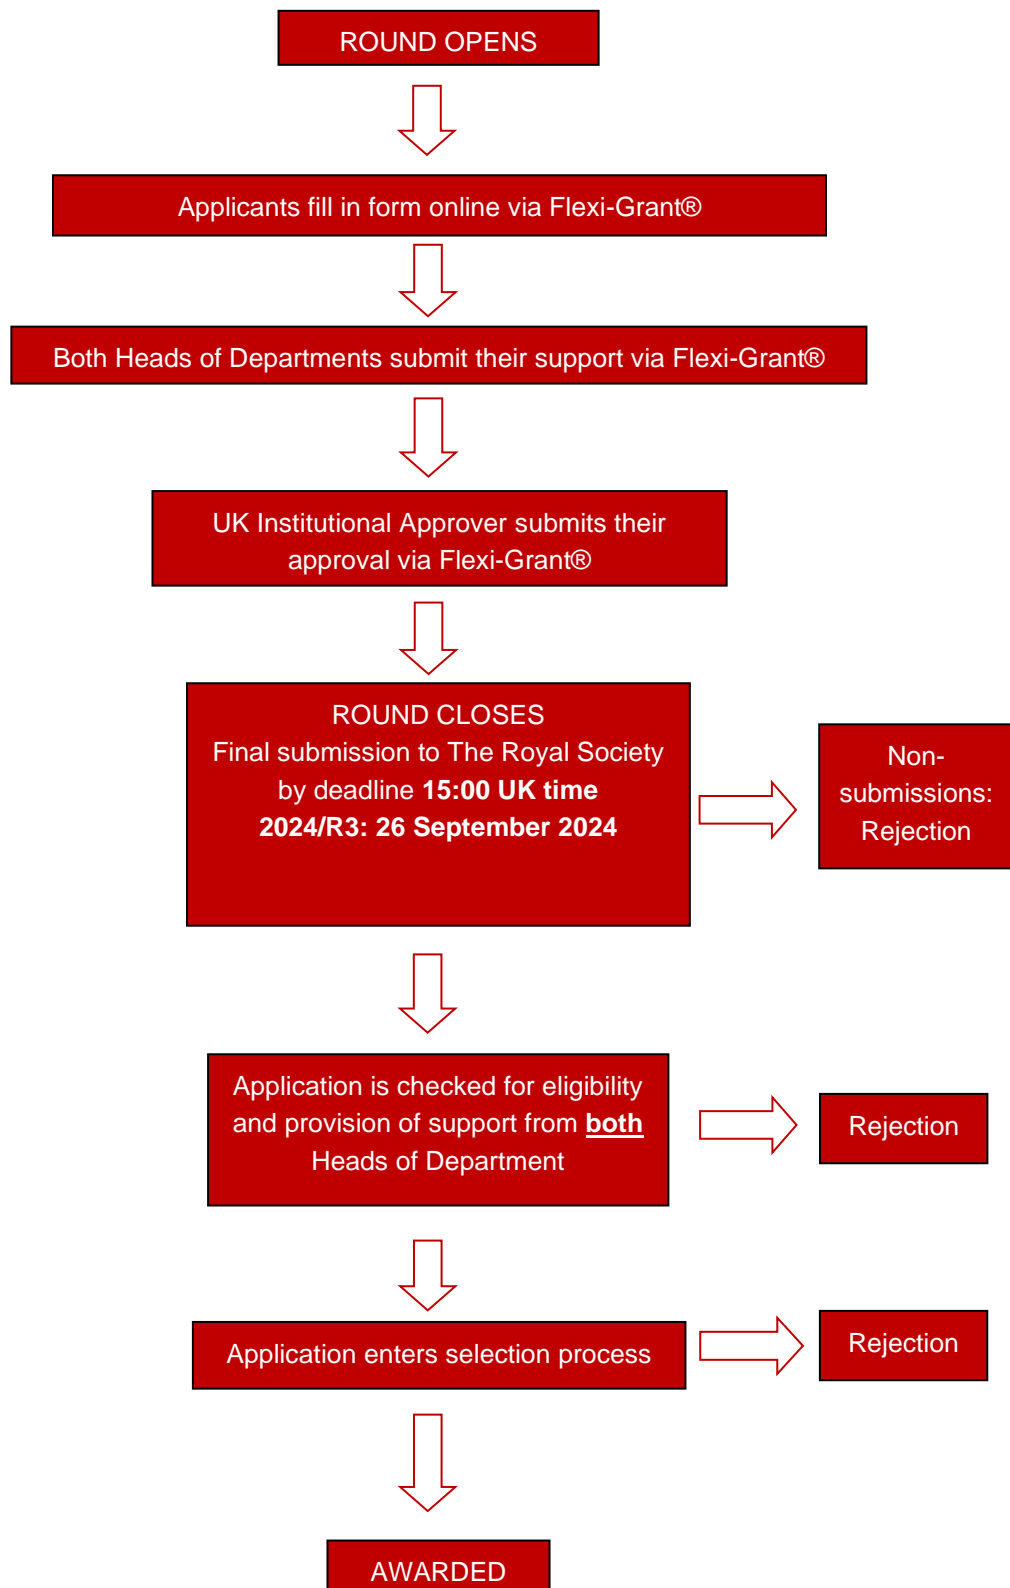 ROUND OPENS
Applicants fill in form online via Flexi-Grant®
Both Heads of Departments submit their support via Flexi-Grant®
UK Institutional Approver submits their
approval via Flexi-Grant®
ROUND CLOSES
Final submission to The Royal Society
by deadline 15:00 UK time
2024/R3: 26 September 2024
Non-
submissions:
Rejection
Application is checked for eligibility
and provision of support from both
Heads of Department
Rejection
Application enters selection process
Rejection
AWARDED